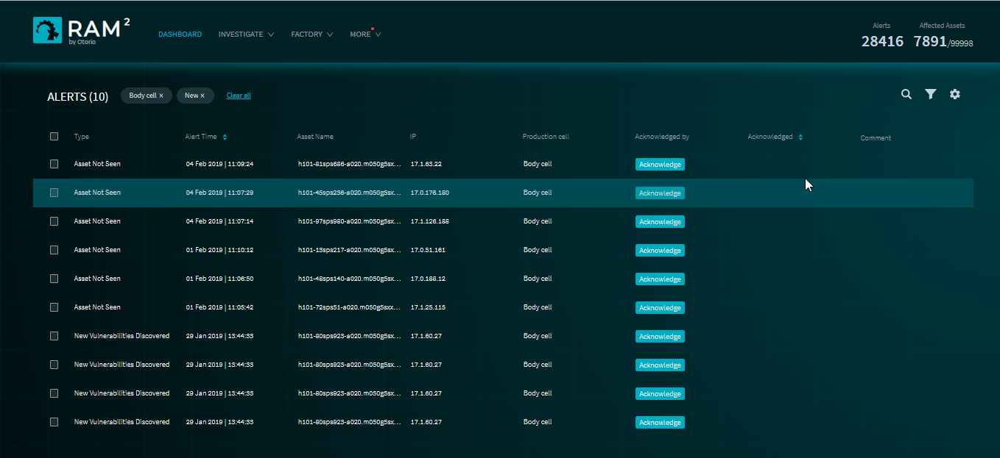 RAM²
by Otorio
DASHBOARD INVESTIGATE FACTORY MORE
Alerts Affected Assets
28416 7891/99998
ALERTS (10) Body cell × New × Clear all
Type Alert Time Asset Name IP Production cell Acknowledged by Acknowledged Comment
Asset Not Seen 04 Feb 2019 | 11:09:24 h101-81sps686-a020.m050g5sx... 17.1.63.22 Body cell Acknowledge
Asset Not Seen 04 Feb 2019 | 11:07:29 h101-45sps236-a020.m050g5sx... 17.0.176.180 Body cell Acknowledge
Asset Not Seen 04 Feb 2019 | 11:07:14 h101-97sps980-a020.m050g5sx... 17.1.126.188 Body cell Acknowledge
Asset Not Seen 01 Feb 2019 | 11:10:12 h101-13sps217-a020.m050g5sx... 17.0.51.161 Body cell Acknowledge
Asset Not Seen 01 Feb 2019 | 11:06:50 h101-48sps140-a020.m050g5sx... 17.0.188.12 Body cell Acknowledge
Asset Not Seen 01 Feb 2019 | 11:05:42 h101-72sps51-a020.m050g5sxx... 17.1.25.115 Body cell Acknowledge
New Vulnerabilities Discovered 29 Jan 2019 | 13:44:33 h101-80sps923-a020.m050g5sx... 17.1.60.27 Body cell Acknowledge
New Vulnerabilities Discovered 29 Jan 2019 | 13:44:33 h101-80sps923-a020.m050g5sx... 17.1.60.27 Body cell Acknowledge
New Vulnerabilities Discovered 29 Jan 2019 | 13:44:33 h101-80sps923-a020.m050g5sx... 17.1.60.27 Body cell Acknowledge
New Vulnerabilities Discovered 29 Jan 2019 | 13:44:33 h101-80sps923-a020.m050g5sx... 17.1.60.27 Body cell Acknowledge